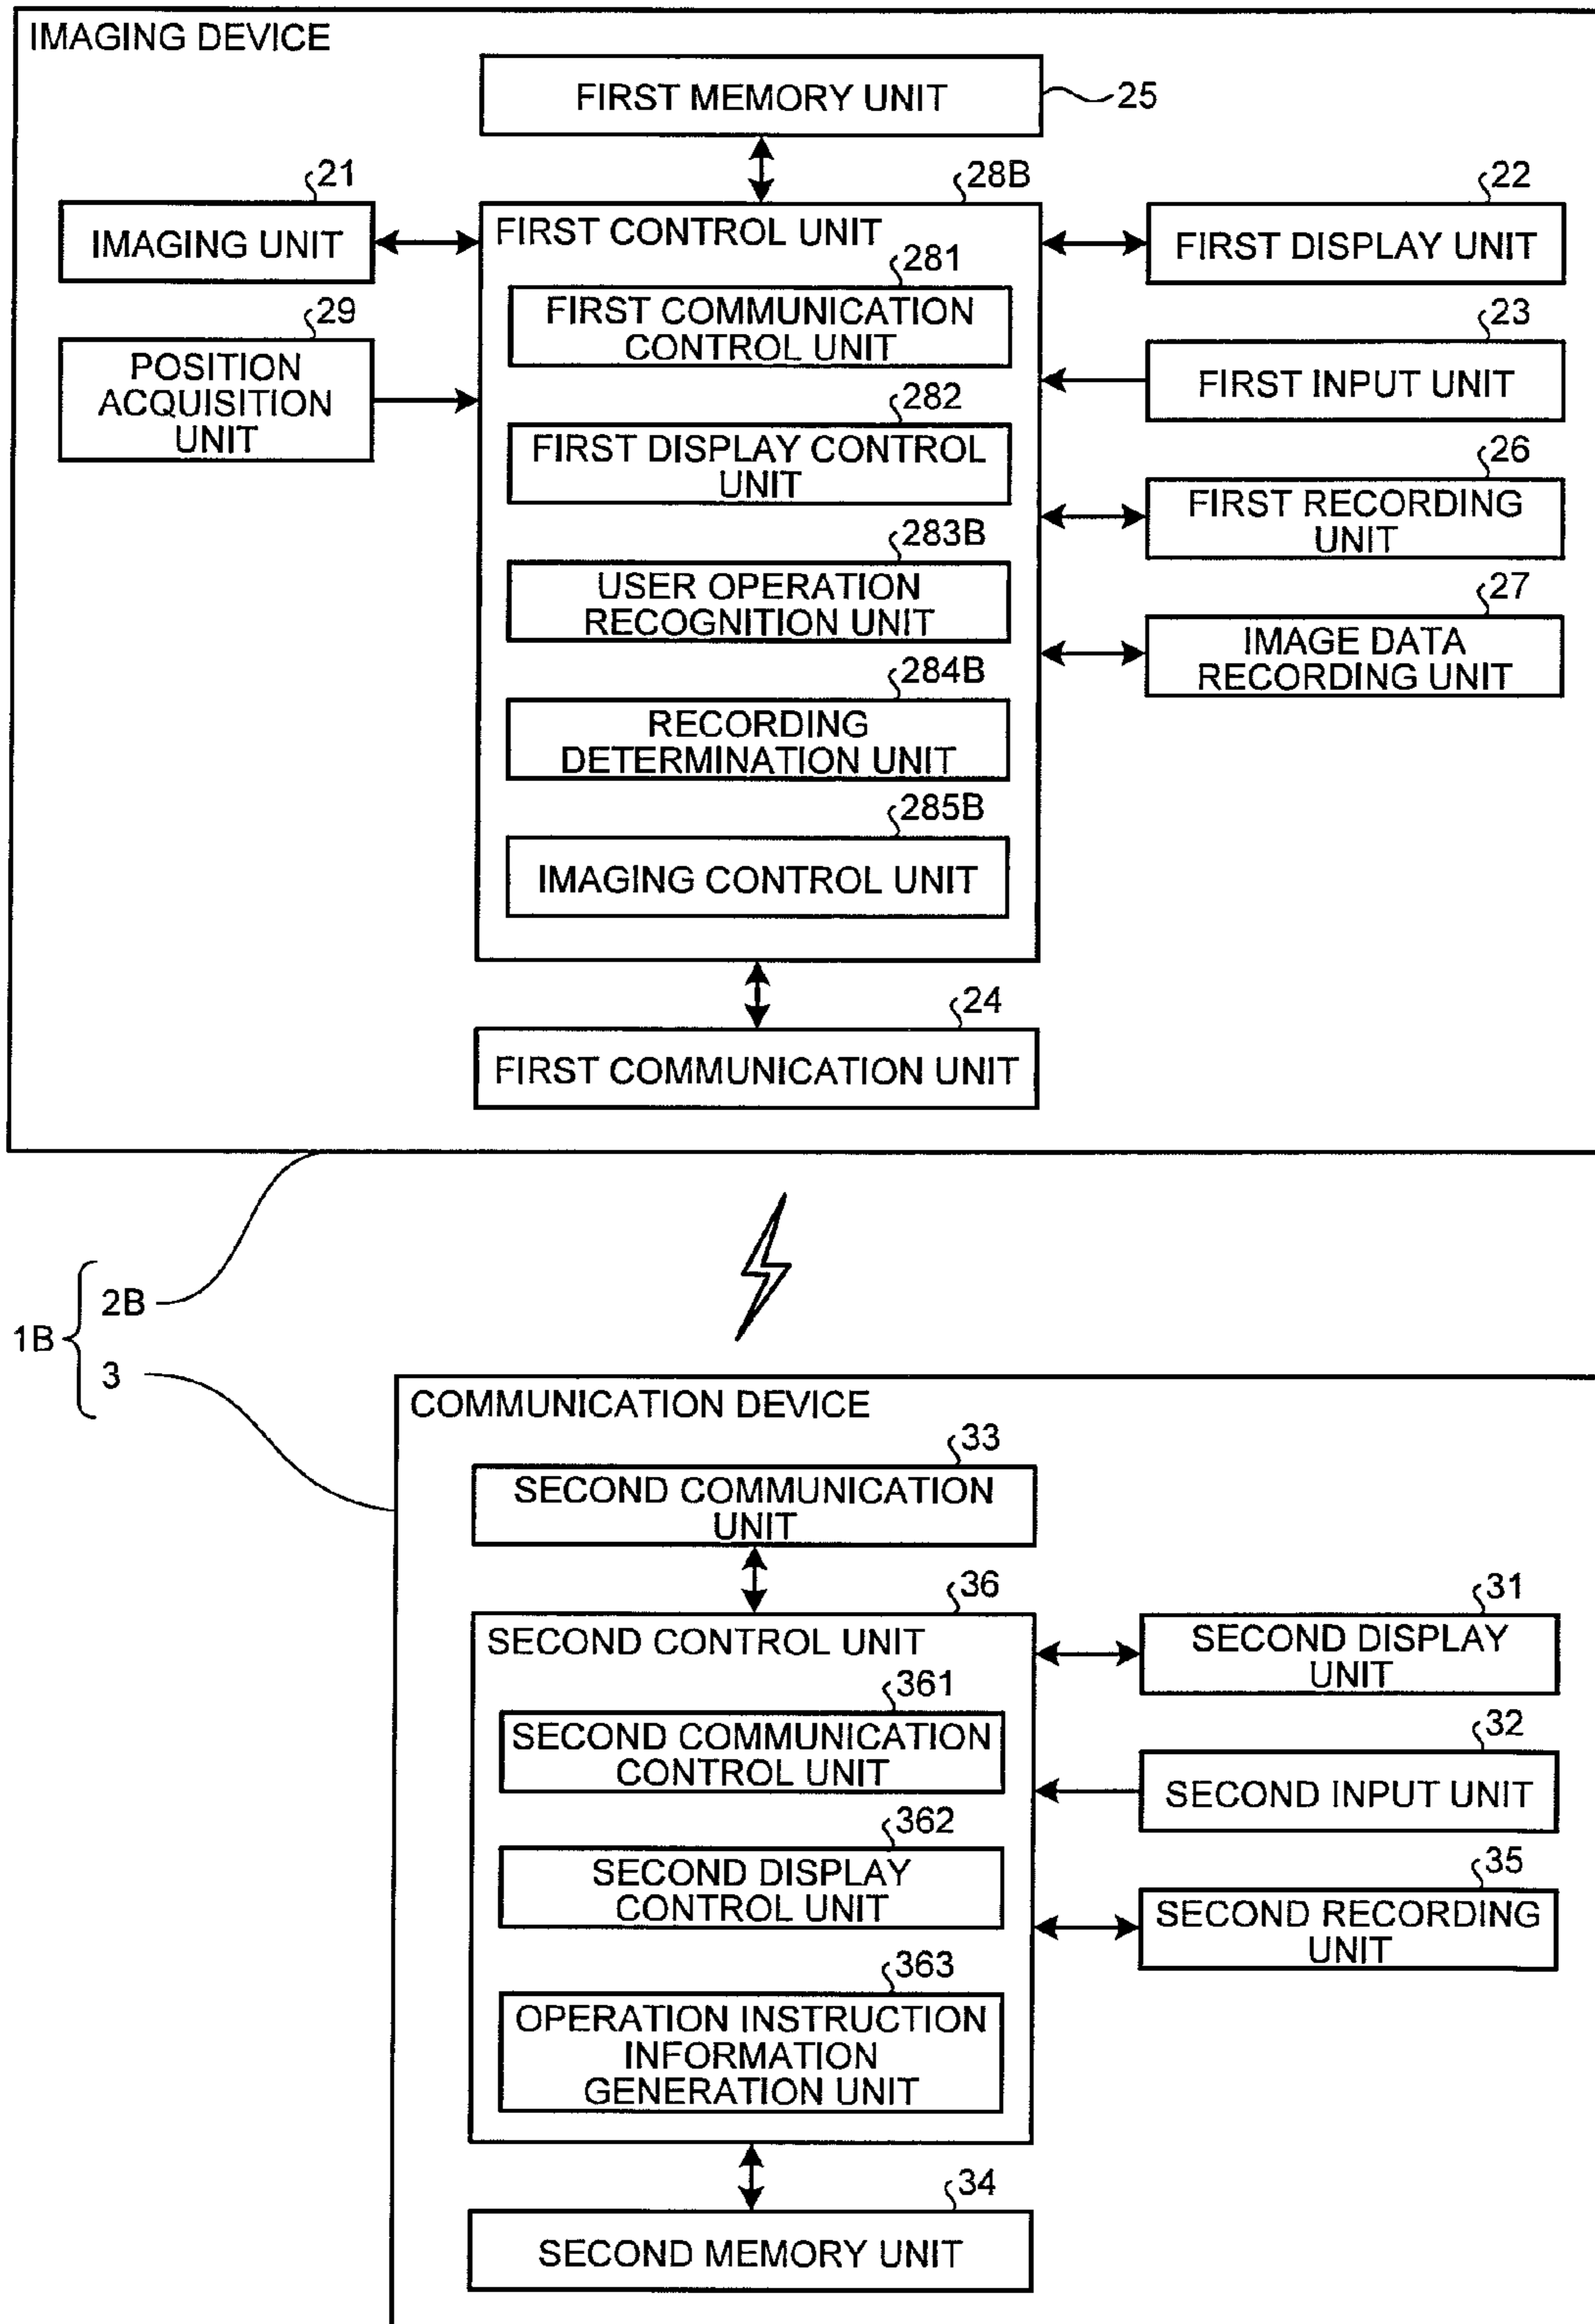 IMAGING DEVICE
FIRST MEMORY UNIT
25
21
IMAGING UNIT
29
POSITION
ACQUISITION
UNIT
28B
FIRST CONTROL UNIT
281
FIRST COMMUNICATION
CONTROL UNIT
282
FIRST DISPLAY CONTROL
UNIT
283B
USER OPERATION
RECOGNITION UNIT
284B
RECORDING
DETERMINATION UNIT
285B
IMAGING CONTROL UNIT
22
FIRST DISPLAY UNIT
23
FIRST INPUT UNIT
26
FIRST RECORDING
UNIT
27
IMAGE DATA
RECORDING UNIT
24
FIRST COMMUNICATION UNIT
1B
2B
3
COMMUNICATION DEVICE
33
SECOND COMMUNICATION
UNIT
36
SECOND CONTROL UNIT
361
SECOND COMMUNICATION
CONTROL UNIT
362
SECOND DISPLAY
CONTROL UNIT
363
OPERATION INSTRUCTION
INFORMATION
GENERATION UNIT
31
SECOND DISPLAY
UNIT
32
SECOND INPUT UNIT
35
SECOND RECORDING
UNIT
34
SECOND MEMORY UNIT